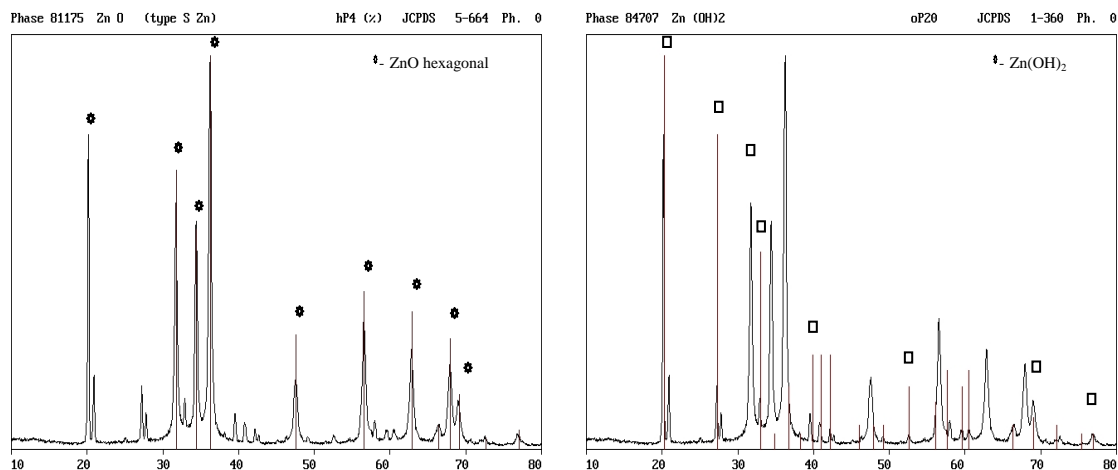 Phase 81175 Zn O (type S Zn) hP4 (%) JCPDS 5-664 Ph. 0
- ZnO hexagonal
10 20 30 40 50 60 70 80
Phase 84707 Zn (OH)2 oP20 JCPDS 1-360 Ph. 0
- Zn(OH)2
10 20 30 40 50 60 70 80